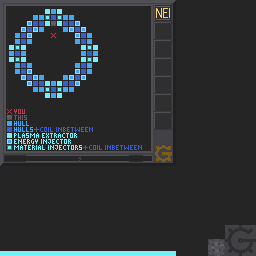 NEI
YOU
THIS
HULL
HULLS+COIL INBETWEEN
PLASMA EXTRACTOR
ENERGY INJECTOR
MATERIAL INJECTORS+COIL INBETWEEN